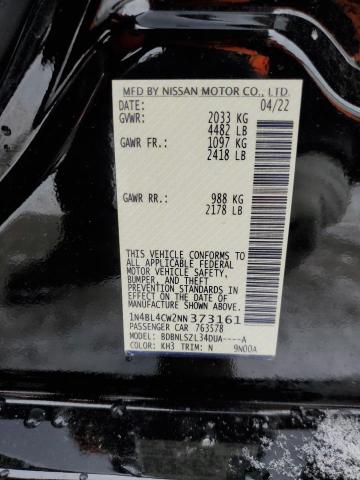 MFD BY NISSAN MOTOR CO., LTD.
DATE: 04/22
GVWR: 2033 KG
4482 LB
GAWR FR.: 1097 KG
2418 LB
GAWR RR.: 988 KG
2178 LB
THIS VEHICLE CONFORMS TO
ALL APPLICABLE FEDERAL
MOTOR VEHICLE SAFETY,
BUMPER, AND THEFT
PREVENTION STANDARDS
IN EFFECT ON THE DATE OF
MANUFACTURE SHOWN ABOVE.
1N4BL4CW2NN373161
PASSENGER CAR 763578
MODEL: BDBNLSZL34DUA----A
COLOR: KH3 TRIM: N 9N00A